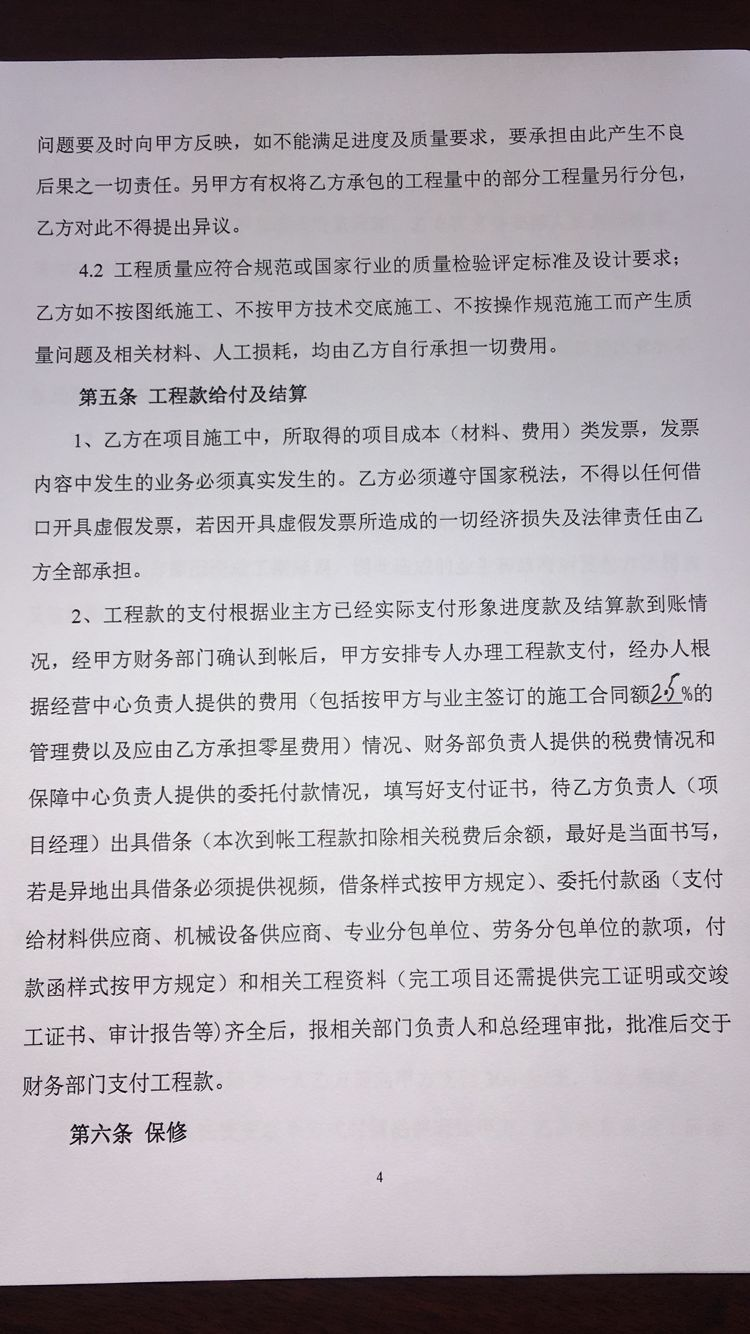 问题要及时向甲方反映，如不能满足进度及质量要求，要承担由此产生不良
后果之一切责任。另甲方有权将乙方承包的工程量中的部分工程量另行分包，
乙方对此不得提出异议。
4.2 工程质量应符合规范或国家行业的质量检验评定标准及设计要求；
乙方如不按图纸施工、不按甲方技术交底施工、不按操作规范施工而产生质
量问题及相关材料、人工损耗，均由乙方自行承担一切费用。
第五条 工程款给付及结算
1、乙方在项目施工中，所取得的项目成本（材料、费用）类发票，发票
内容中发生的业务必须真实发生的。乙方必须遵守国家税法，不得以任何借
口开具虚假发票，若因开具虚假发票所造成的一切经济损失及法律责任由乙
方全部承担。
2、工程款的支付根据业主方已经实际支付形象进度款及结算款到账情
况，经甲方财务部门确认到帐后，甲方安排专人办理工程款支付，经办人根
据经营中心负责人提供的费用（包括按甲方与业主签订的施工合同额2.5%的
管理费以及应由乙方承担零星费用）情况、财务部负责人提供的税费情况和
保障中心负责人提供的委托付款情况，填写好支付证书，待乙方负责人（项
目经理）出具借条（本次到帐工程款扣除相关税费后余额，最好是当面书写，
若是异地出具借条必须提供视频，借条样式按甲方规定）、委托付款函（支付
给材料供应商、机械设备供应商、专业分包单位、劳务分包单位的款项，付
款函样式按甲方规定）和相关工程资料（完工项目还需提供完工证明或交竣
工证书、审计报告等)齐全后，报相关部门负责人和总经理审批，批准后交于
财务部门支付工程款。
第六条 保修
4